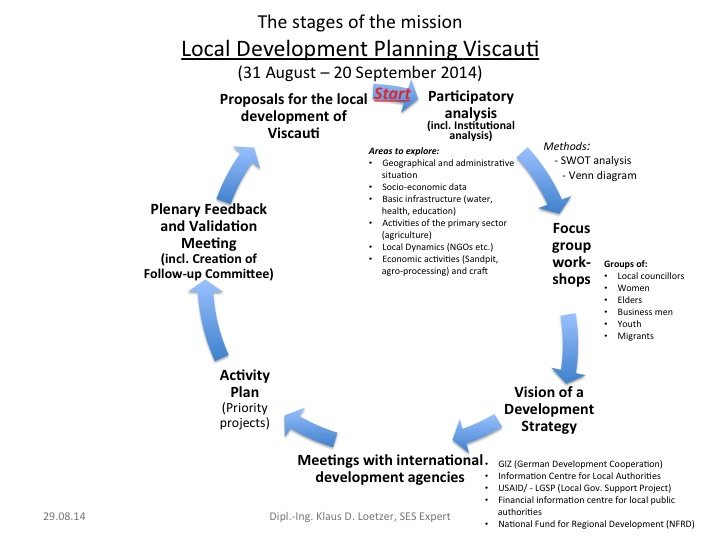 The stages of the mission
Local Development Planning Viscauti
(31 August – 20 September 2014)
Start
Proposals for the local
development of
Viscauti
Participatory
analysis
(incl. Institutional
analysis)
Areas to explore:
• Geographical and administrative
situation
• Socio-economic data
• Basic infrastructure (water,
health, education)
• Activities of the primary sector
(agriculture)
• Local Dynamics (NGOs etc.)
• Economic activities (Sandpit,
agro-processing) and craft
Methods:
- SWOT analysis
- Venn diagram
Focus
group
work-
shops
Groups of:
• Local councillors
• Women
• Elders
• Business men
• Youth
• Migrants
Vision of a
Development
Strategy
Meetings with international
development agencies
• GIZ (German Development Cooperation)
• Information Centre for Local Authorities
• USAID/ - LGSP (Local Gov. Support Project)
• Financial information centre for local public
authorities
• National Fund for Regional Development (NFRD)
Activity
Plan
(Priority
projects)
Plenary Feedback
and Validation
Meeting
(incl. Creation of
Follow-up Committee)
29.08.14
Dipl.-Ing. Klaus D. Loetzer, SES Expert